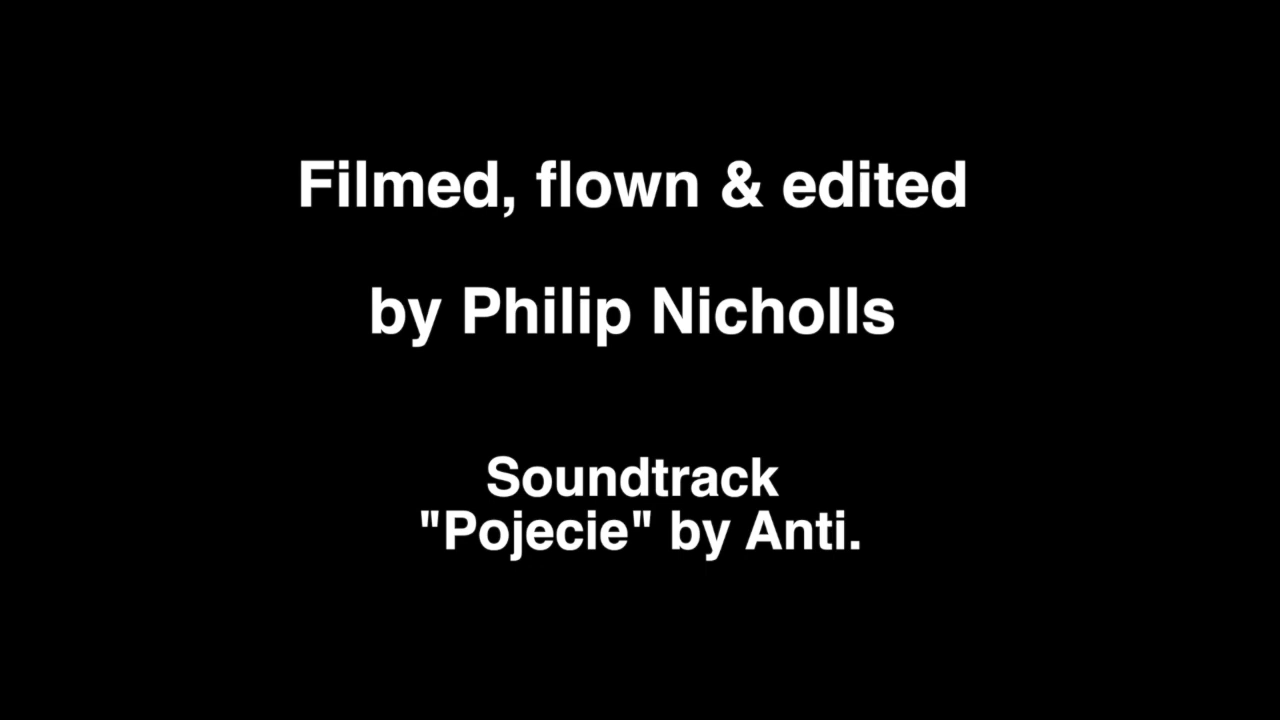 Filmed, flown & edited
by Philip Nicholls
Soundtrack
"Pojecie" by Anti.